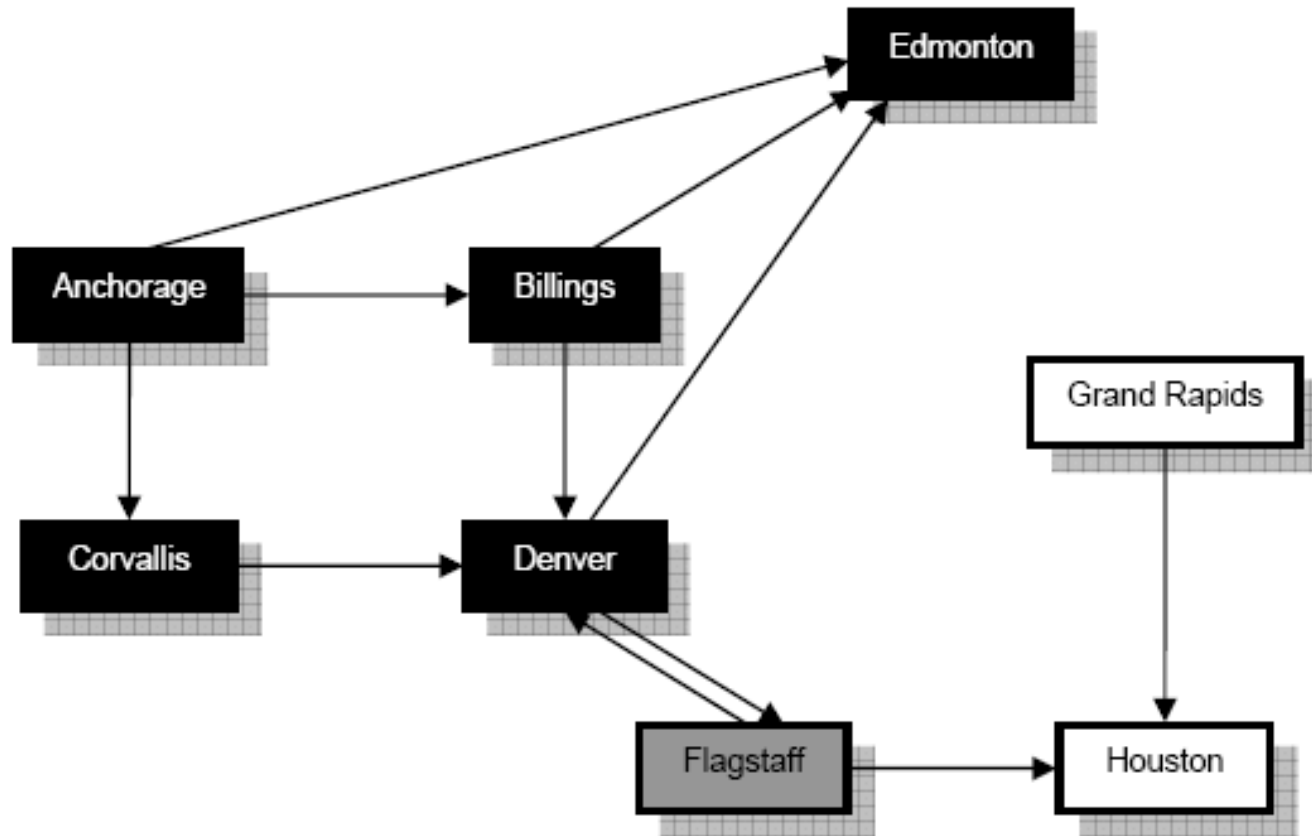 Edmonton
Anchorage
Billings
Grand Rapids
Corvallis
Denver
Flagstaff
Houston